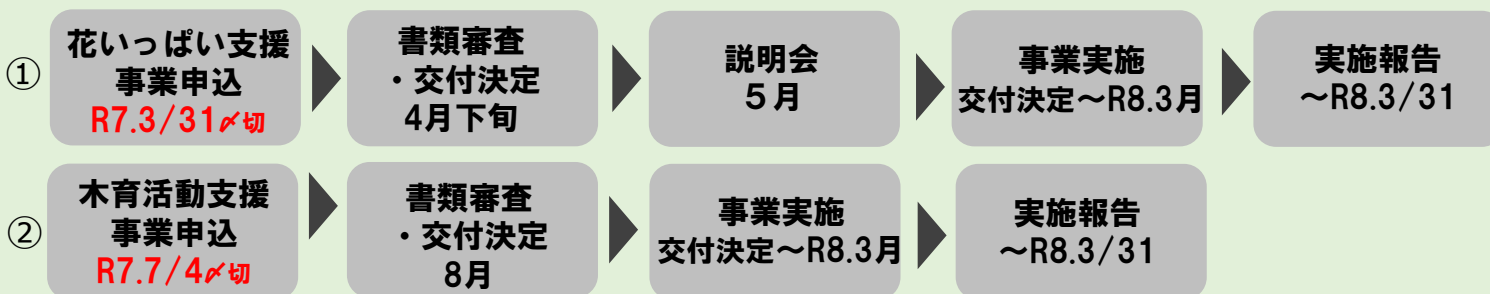 ①
花いっぱい支援
事業申込
R7.3/31〆切
書類審査
・交付決定
4月下旬
説明会
５月
事業実施
交付決定～R8.3月
実施報告
～R8.3/31
②
木育活動支援
事業申込
R7.7/4〆切
書類審査
・交付決定
8月
事業実施
交付決定～R8.3月
実施報告
～R8.3/31